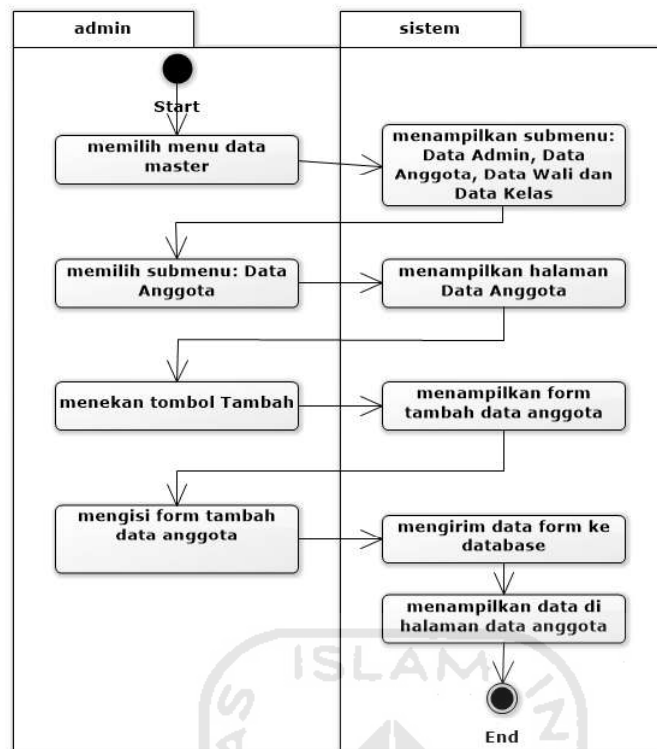 admin
sistem
Start
memilih menu data
master
menampilkan submenu:
Data Admin, Data
Anggota, Data Wali dan
Data Kelas
memilih submenu: Data
Anggota
menampilkan halaman
Data Anggota
menekan tombol Tambah
menampilkan form
tambah data anggota
mengisi form tambah
data anggota
mengirim data form ke
database
menampilkan data di
halaman data anggota
End
ISLAM